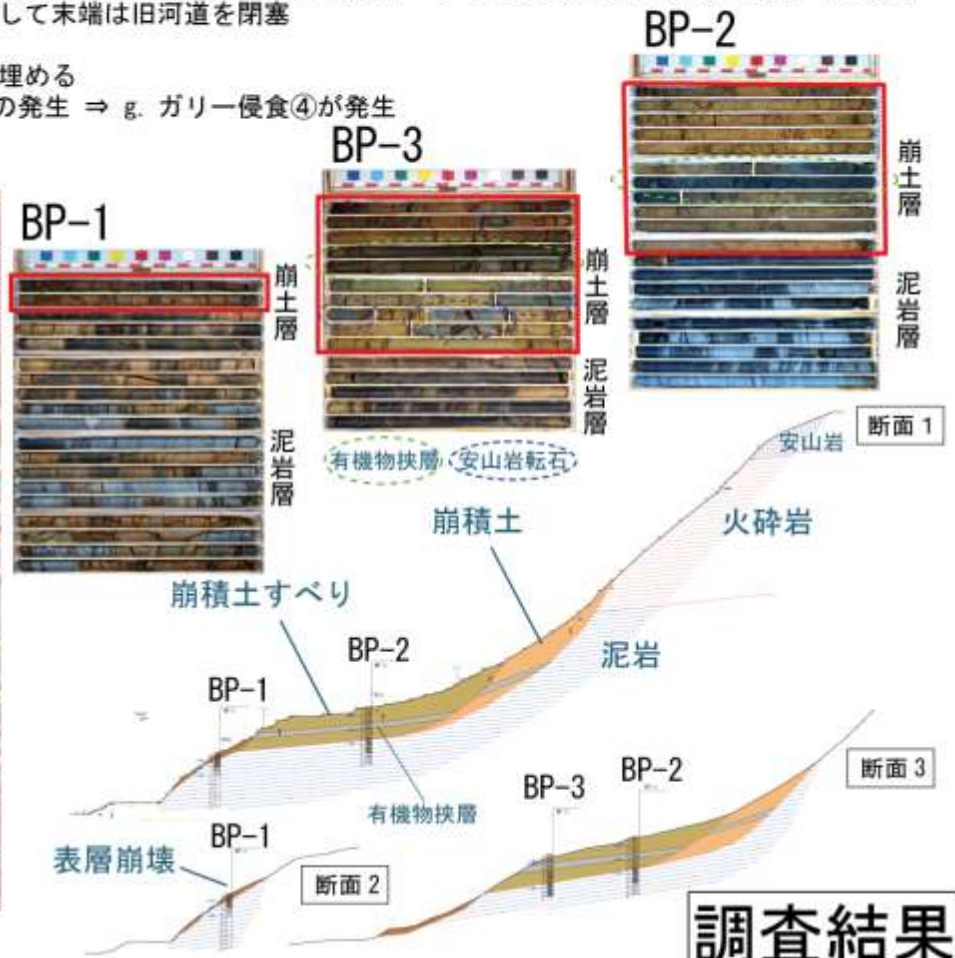 して末端は旧河道を閉塞
埋める
の発生 ⇒ g. ガリー侵食④が発生
BP-2
崩土層
泥岩層
BP-3
崩土層
泥岩層
BP-1
崩土層
泥岩層
有機物挟層
安山岩転石
断面1
安山岩
火砕岩
崩積土
崩積土すべり
泥岩
BP-2
BP-1
有機物挟層
断面3
BP-3
BP-2
BP-1
表層崩壊
断面2
調査結果